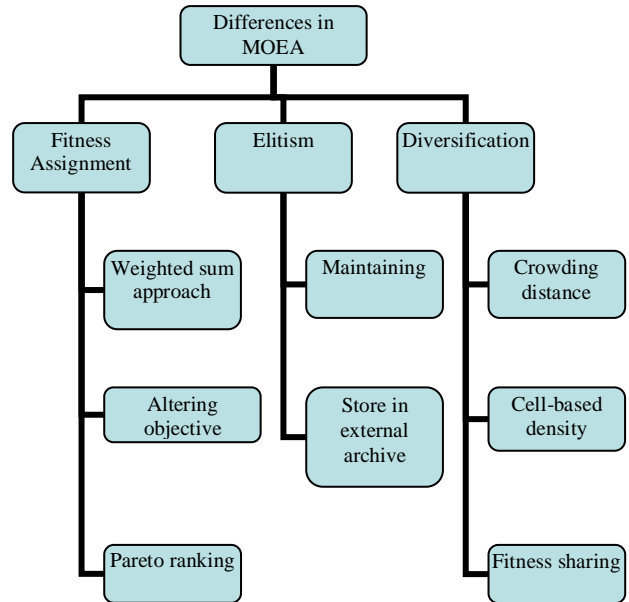 Differences in
MOEA
Fitness
Assignment
Elitism
Diversification
Weighted sum
approach
Maintaining
Crowding
distance
Altering
objective
Store in
external
archive
Cell-based
density
Pareto ranking
Fitness sharing